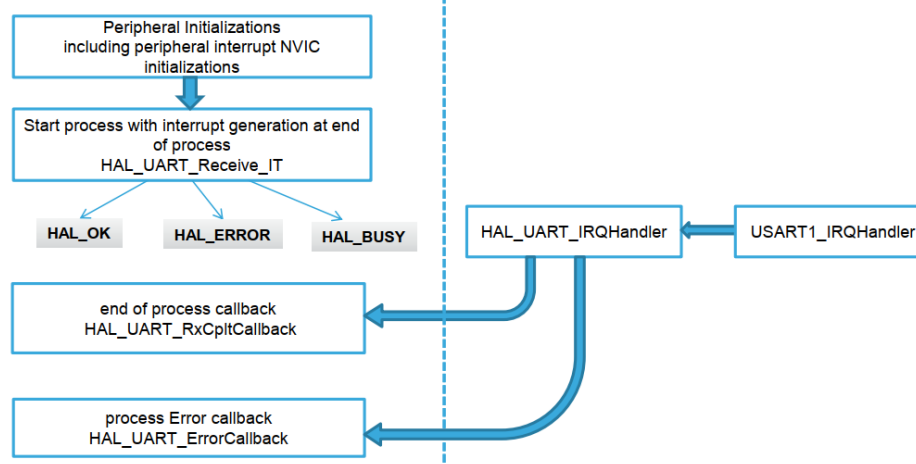 Peripheral Initializations
including peripheral interrupt NVIC
initializations
Start process with interrupt generation at end
of process
HAL_UART_Receive_IT
HAL_OK
HAL_ERROR
HAL_BUSY
HAL_UART_IRQHandler
USART1_IRQHandler
end of process callback
HAL_UART_RxCpltCallback
process Error callback
HAL_UART_ErrorCallback